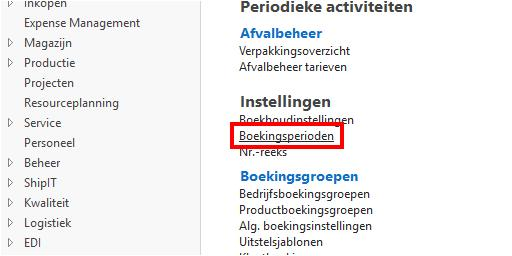 Inkopen
Expense Management
Magazijn
Productie
Projecten
Resourceplanning
Service
Personeel
Beheer
ShipIT
Kwaliteit
Logistiek
EDI
Periodieke activiteiten
Afvalbeheer
Verpakkingsoverzicht
Afvalbeheer tarieven
Instellingen
Boekhoudinstellingen
Boekingsperioden
Nr.-reeks
Boekingsgroepen
Bedrijfsboekingsgroepen
Productboekingsgroepen
Alg. boekingsinstellingen
Uitstelsjablonen